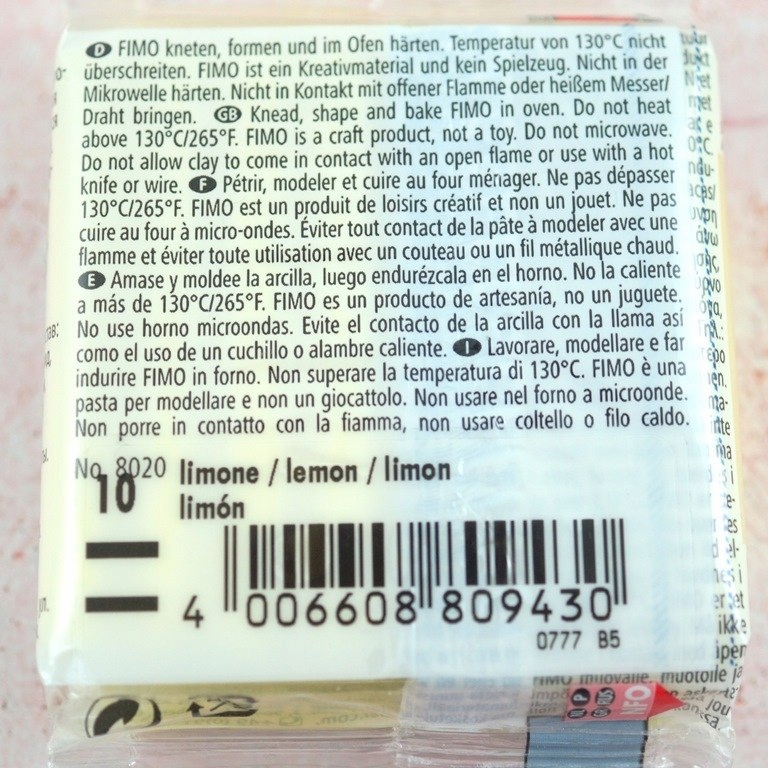 D FIMO kneten, formen und im Ofen härten. Temperatur von 130°C nicht
überschreiten. FIMO ist ein Kreativmaterial und kein Spielzeug. Nicht in der
Mikrowelle härten. Nicht in Kontakt mit offener Flamme oder heißem Messer/
Draht bringen. GB Knead, shape and bake FIMO in oven. Do not heat
above 130°C/265°F. FIMO is a craft product, not a toy. Do not microwave.
Do not allow clay to come in contact with an open flame or use with a hot
knife or wire. F Pétrir, modeler et cuire au four ménager. Ne pas dépasser
130°C/265°F. FIMO est un produit de loisirs créatif et non un jouet. Ne pas
cuire au four à micro-ondes. Éviter tout contact de la pâte à modeler avec une
flamme et éviter toute utilisation avec un couteau ou un fil métallique chaud.
E Amase y moldee la arcilla, luego endurézcala en el horno. No la caliente
a más de 130°C/265°F. FIMO es un producto de artesanía, no un juguete.
No use horno microondas. Evite el contacto de la arcilla con la llama así
como el uso de un cuchillo o alambre caliente. I Lavorare, modellare e far
indurire FIMO in forno. Non superare la temperatura di 130°C. FIMO è una
pasta per modellare e non un giocattolo. Non usare nel forno a microonde.
Non porre in contatto con la fiamma, non usare coltello o filo caldo.
No. 8020 limone / lemon / limon
10 limón
4 006608 809430
0777 B5